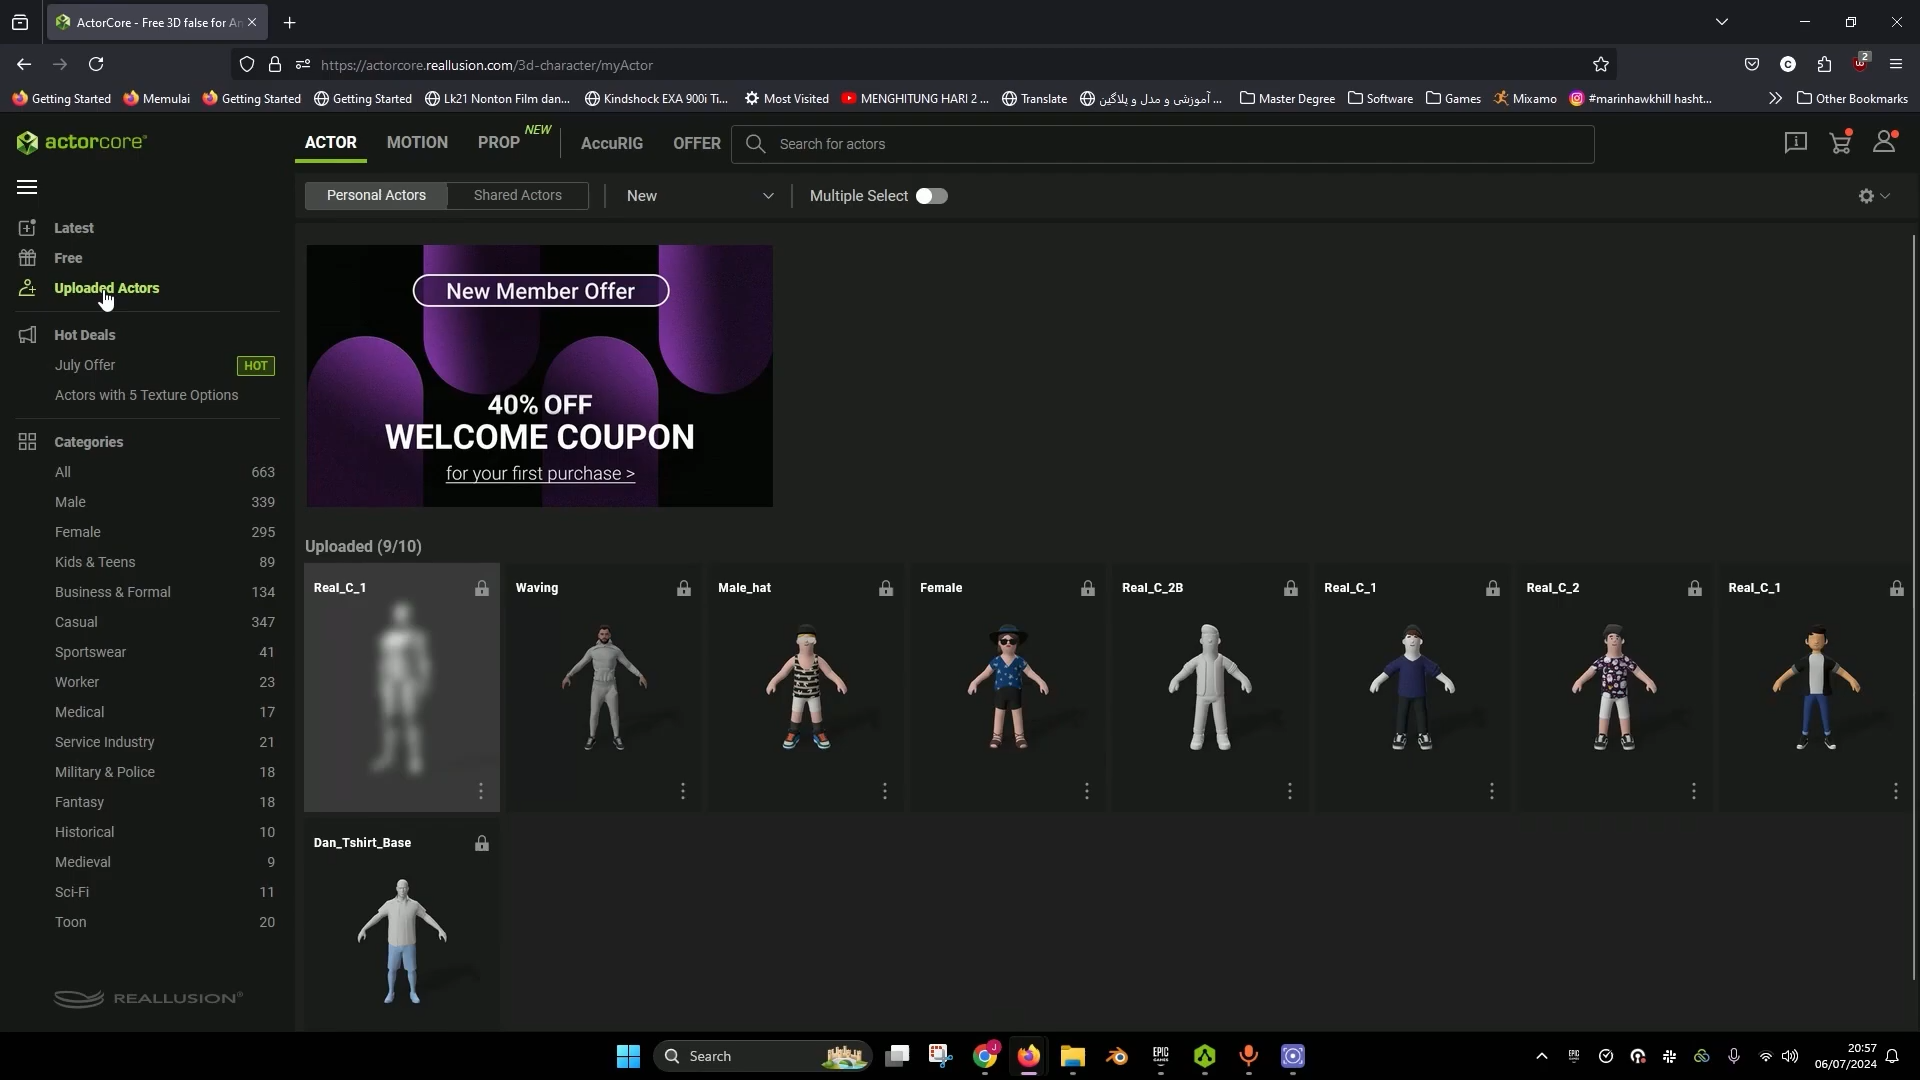 ActorCore - Free 3D false for An
https://actorcore.reallusion.com/3d-character/myActor
2
Getting Started
Memulai
Getting Started
Getting Started
Lk21 Nonton Film dan...
Kindshock EXA 900i Ti...
Most Visited
MENGHITUNG HARI 2 ...
Translate
آموزشی و مدل و پلاگین ...
Master Degree
Software
Games
Mixamo
#marinhawkhill hasht...
Other Bookmarks
actorcore
ACTOR
MOTION
PROP
NEW
AccuRIG
OFFER
Search for actors
Personal Actors
Shared Actors
New
Multiple Select
Latest
Free
Uploaded Actors
Hot Deals
July Offer
HOT
Actors with 5 Texture Options
Categories
All 663
Male 339
Female 295
Kids & Teens 89
Business & Formal 134
Casual 347
Sportswear 41
Worker 23
Medical 17
Service Industry 21
Military & Police 18
Fantasy 18
Historical 10
Medieval 9
Sci-Fi 11
Toon 20
REALLUSION
New Member Offer
40% OFF
WELCOME COUPON
for your first purchase >
Uploaded (9/10)
Real_C_1
Waving
Male_hat
Female
Real_C_2B
Real_C_1
Real_C_2
Real_C_1
Dan_Tshirt_Base
Search
J
EPIC GAMES
20:57
06/07/2024